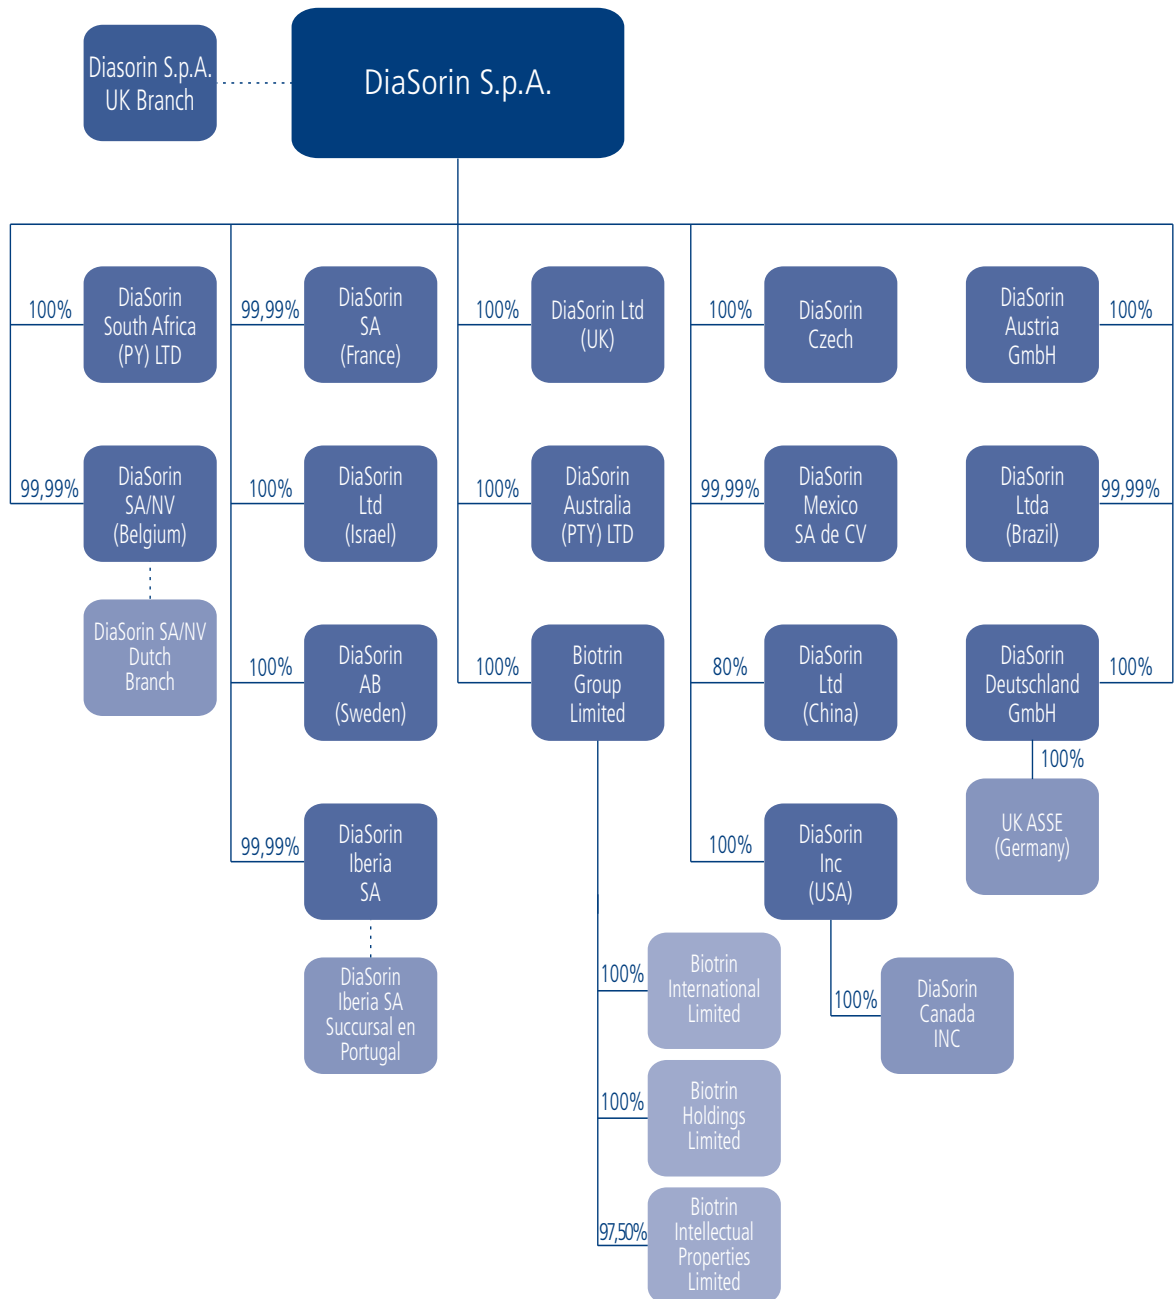 Diasorin S.p.A.
UK Branch
DiaSorin S.p.A.
100%
DiaSorin
South Africa
(PY) LTD
99,99%
DiaSorin
SA
(France)
100%
DiaSorin Ltd
(UK)
100%
DiaSorin
Czech
DiaSorin
Austria
GmbH
100%
99,99%
DiaSorin
SA/NV
(Belgium)
100%
DiaSorin
Ltd
(Israel)
100%
DiaSorin
Australia
(PTY) LTD
99,99%
DiaSorin
Mexico
SA de CV
DiaSorin
Ltda
(Brazil)
99,99%
DiaSorin SA/NV
Dutch
Branch
100%
DiaSorin
AB
(Sweden)
100%
Biotrin
Group
Limited
80%
DiaSorin
Ltd
(China)
DiaSorin
Deutschland
GmbH
100%
100%
UK ASSE
(Germany)
99,99%
DiaSorin
Iberia
SA
100%
DiaSorin
Inc
(USA)
DiaSorin
Iberia SA
Succursal en
Portugal
100%
Biotrin
International
Limited
100%
DiaSorin
Canada
INC
100%
Biotrin
Holdings
Limited
97,50%
Biotrin
Intellectual
Properties
Limited